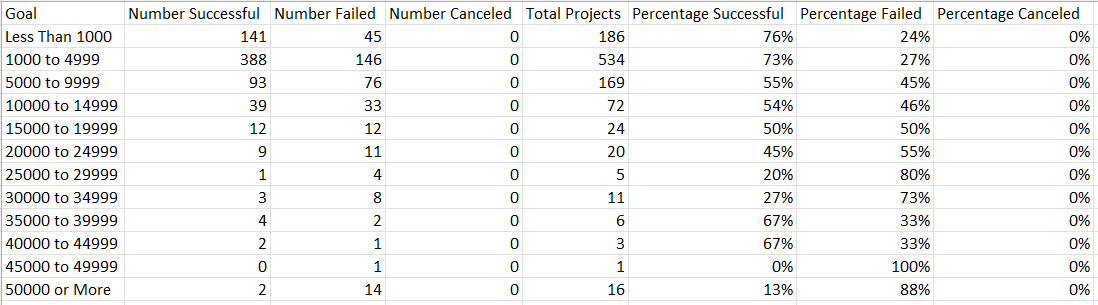 Goal Number Successful Number Failed Number Canceled Total Projects Percentage Successful Percentage Failed Percentage Canceled
Less Than 1000 141 45 0 186 76% 24% 0%
1000 to 4999 388 146 0 534 73% 27% 0%
5000 to 9999 93 76 0 169 55% 45% 0%
10000 to 14999 39 33 0 72 54% 46% 0%
15000 to 19999 12 12 0 24 50% 50% 0%
20000 to 24999 9 11 0 20 45% 55% 0%
25000 to 29999 1 4 0 5 20% 80% 0%
30000 to 34999 3 8 0 11 27% 73% 0%
35000 to 39999 4 2 0 6 67% 33% 0%
40000 to 44999 2 1 0 3 67% 33% 0%
45000 to 49999 0 1 0 1 0% 100% 0%
50000 or More 2 14 0 16 13% 88% 0%